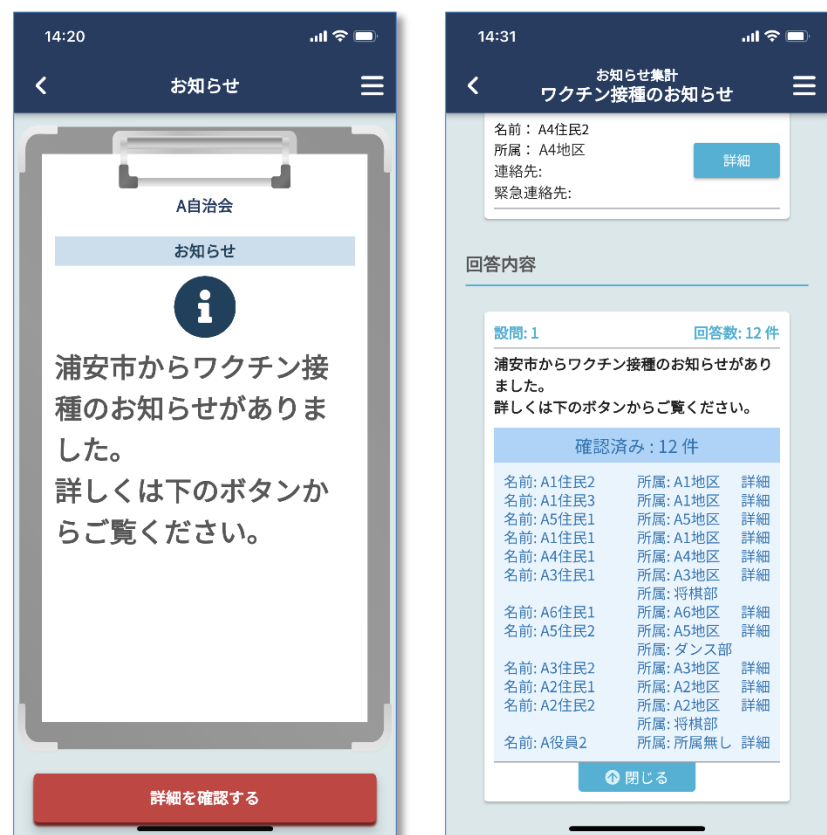 14:20
お知らせ
A自治会
お知らせ
浦安市からワクチン接
種のお知らせがありま
した。
詳しくは下のボタンか
らご覧ください。
詳細を確認する
14:31
お知らせ集計
ワクチン接種のお知らせ
名前： A4住民2
所属： A4地区
連絡先:
緊急連絡先:
詳細
回答内容
設問: 1 回答数: 12 件
浦安市からワクチン接種のお知らせがあり
ました。
詳しくは下のボタンからご覧ください。
確認済み : 12 件
名前: A1住民2 所属: A1地区 詳細
名前: A1住民3 所属: A1地区 詳細
名前: A5住民1 所属: A5地区 詳細
名前: A1住民1 所属: A1地区 詳細
名前: A4住民1 所属: A4地区 詳細
名前: A3住民1 所属: A3地区 詳細
所属: 将棋部
名前: A6住民1 所属: A6地区 詳細
名前: A5住民2 所属: A5地区 詳細
所属: ダンス部
名前: A3住民2 所属: A3地区 詳細
名前: A2住民1 所属: A2地区 詳細
名前: A2住民2 所属: A2地区 詳細
所属: 将棋部
名前: A役員2 所属: 所属無し 詳細
閉じる